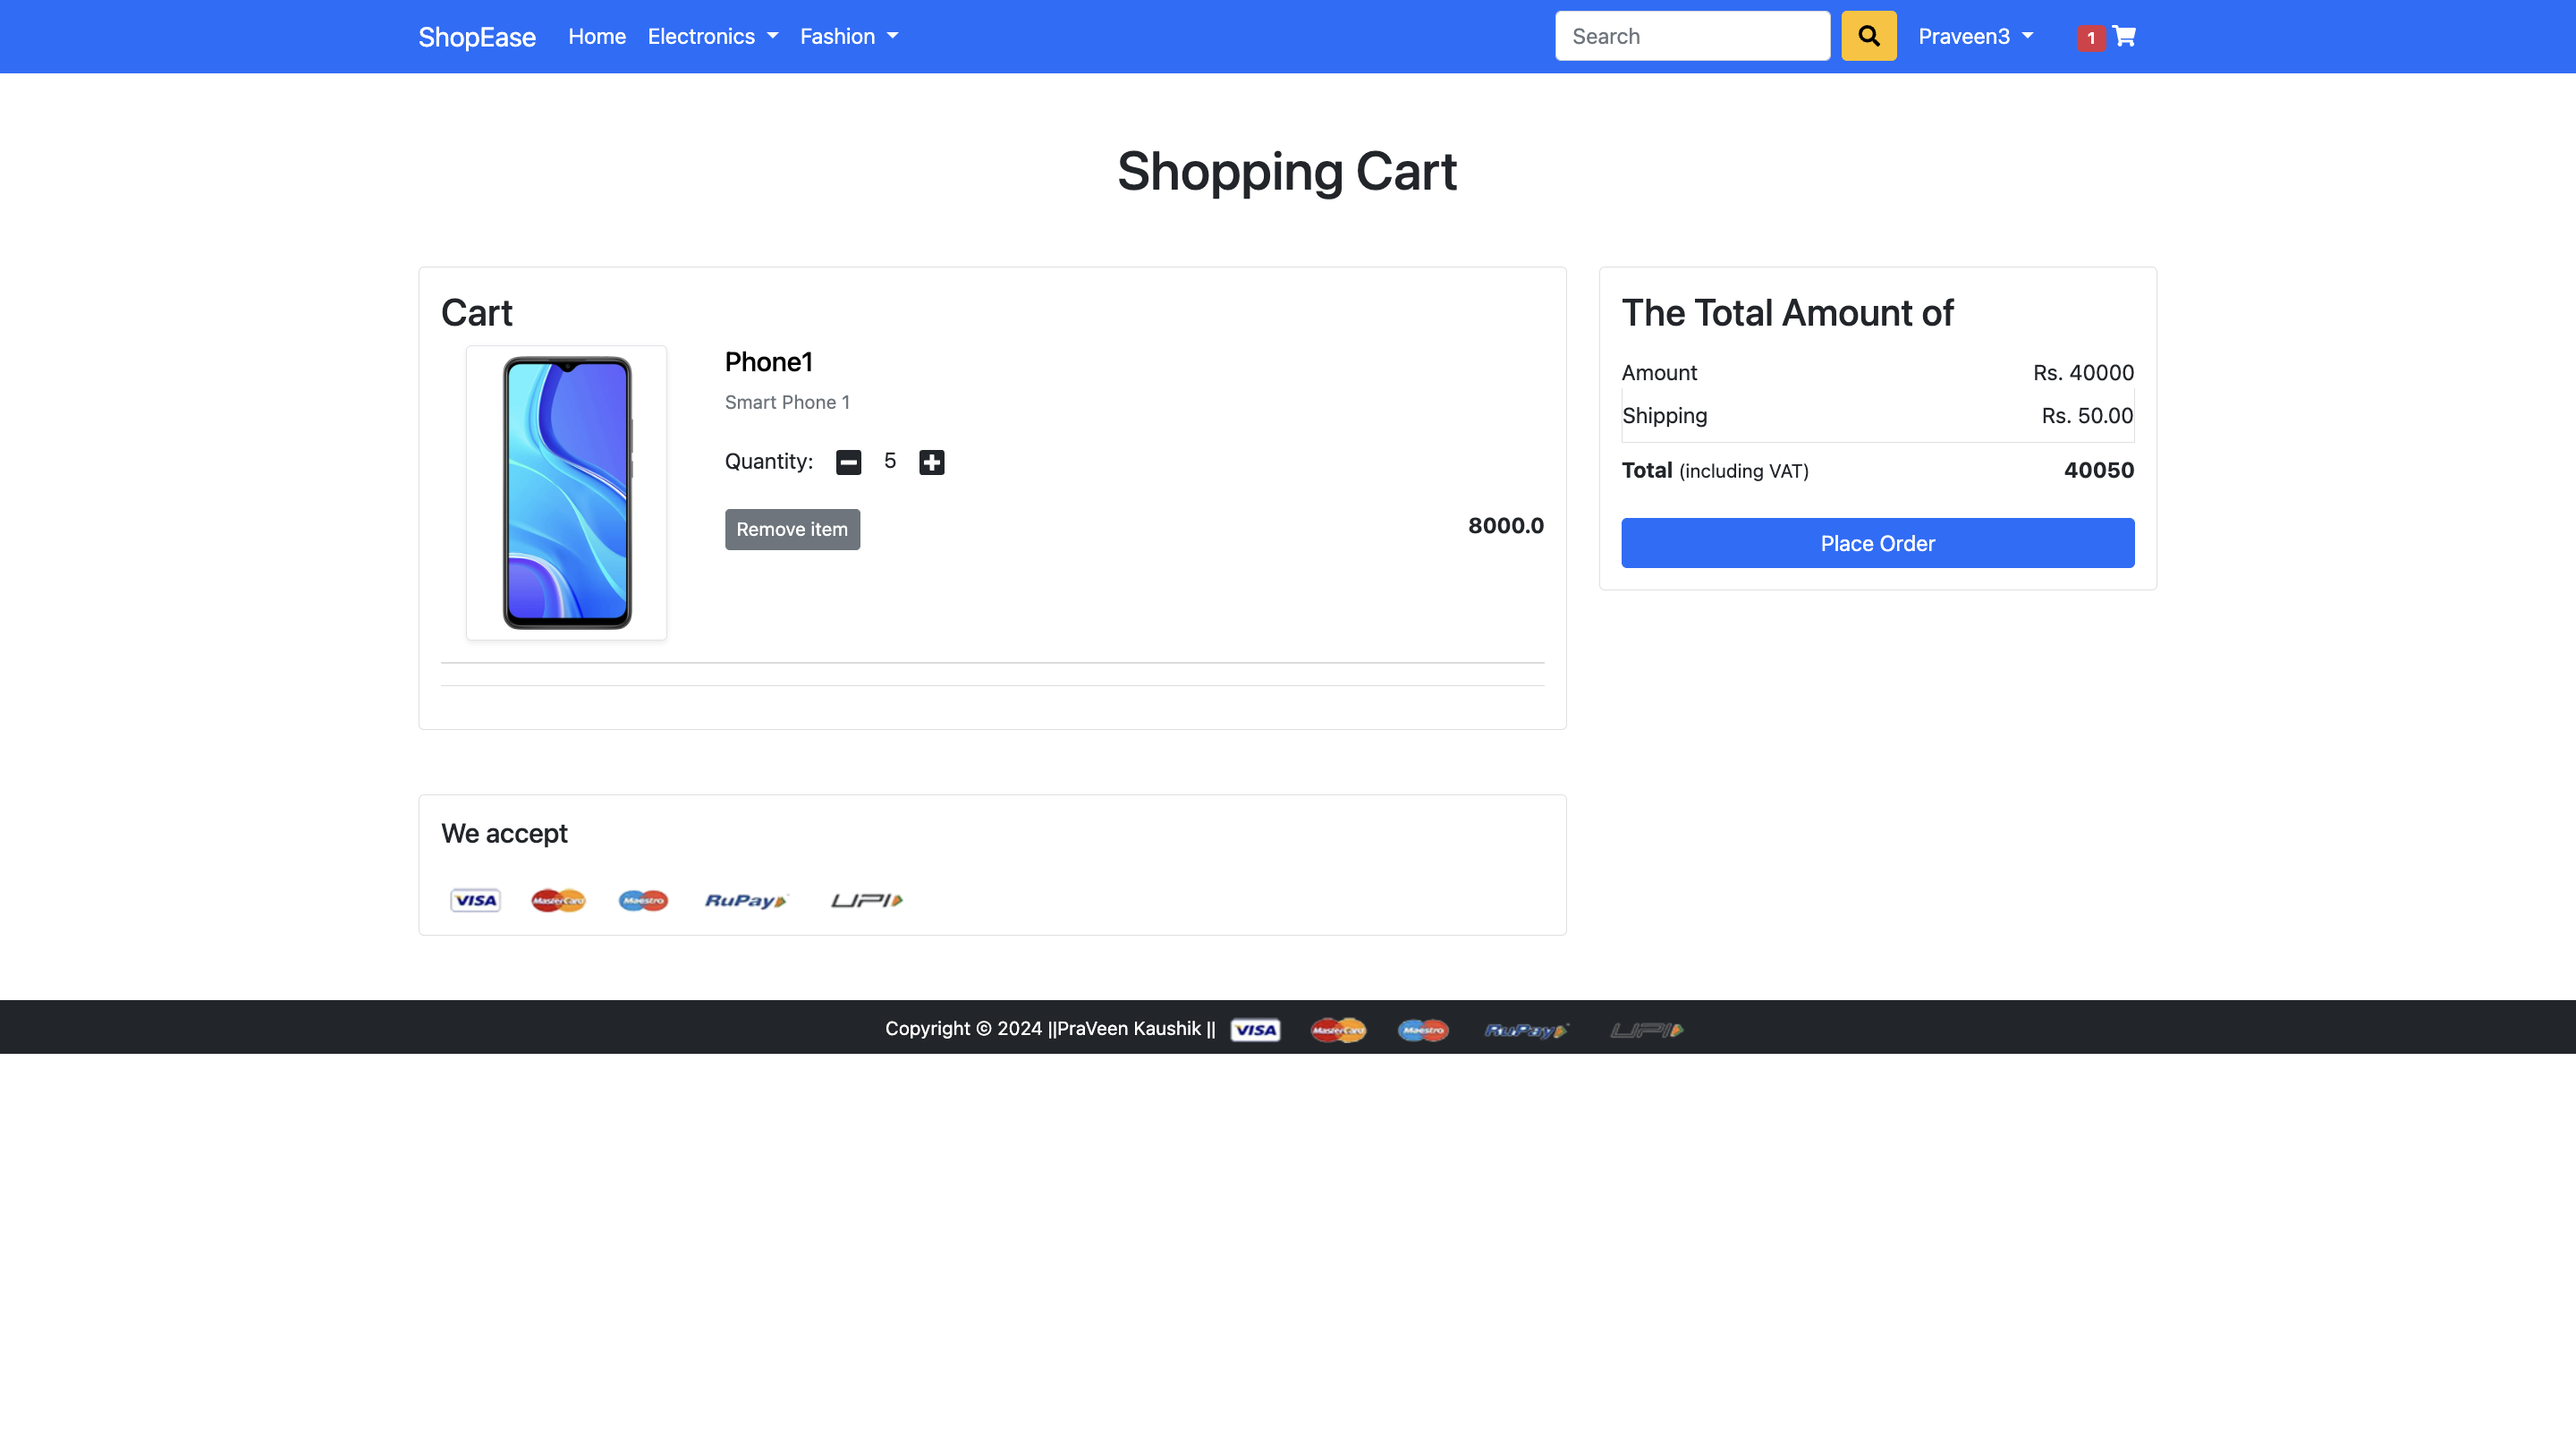 ShopEase Home Electronics Fashion Search Praveen3 1
Shopping Cart
Cart
Phone1
Smart Phone 1
Quantity: 5
Remove item 8000.0
The Total Amount of
Amount Rs. 40000
Shipping Rs. 50.00
Total (including VAT) 40050
Place Order
We accept
VISA MasterCard Maestro RuPay UPI
Copyright © 2024 ||PraVeen Kaushik || VISA MasterCard Maestro RuPay UPI